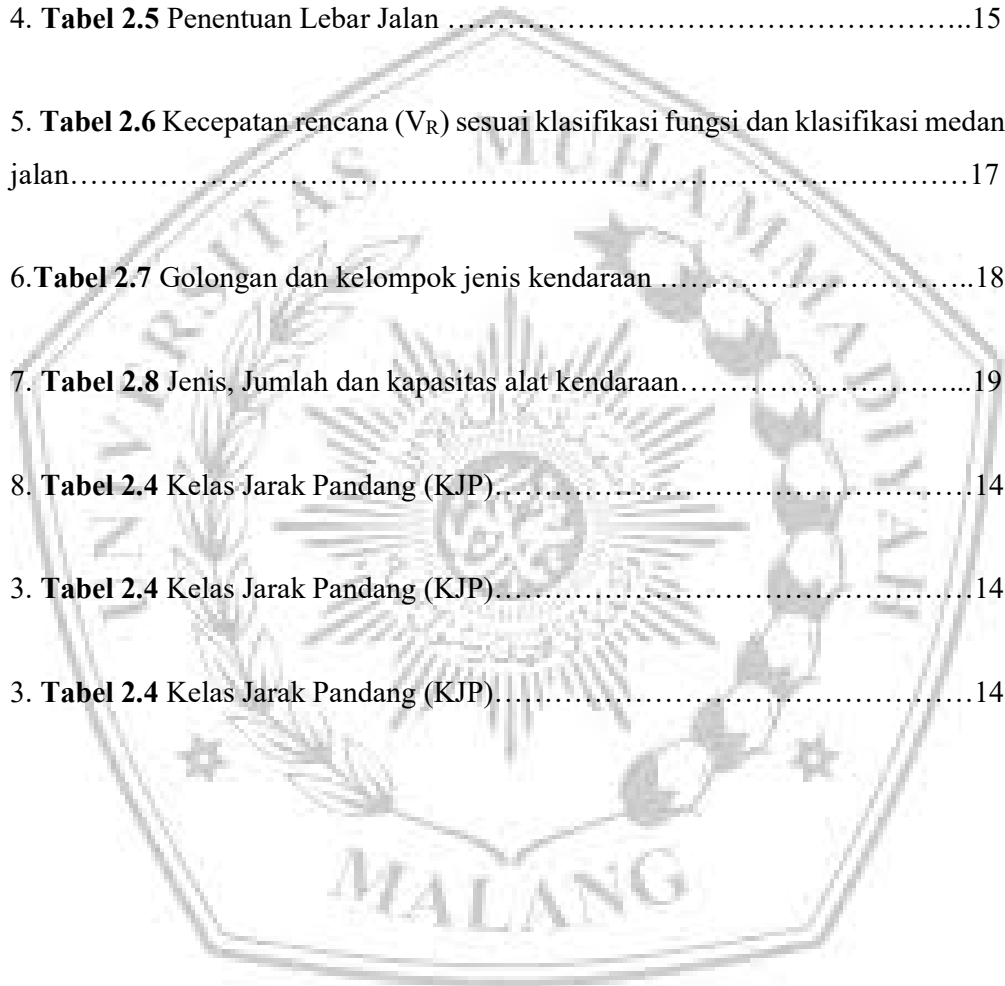 4. Tabel 2.5 Penentuan Lebar Jalan ……………………………………………..15
5. Tabel 2.6 Kecepatan rencana (VR) sesuai klasifikasi fungsi dan klasifikasi medan
jalan………………………………………………………………………………17
6.Tabel 2.7 Golongan dan kelompok jenis kendaraan …………………………..18
7. Tabel 2.8 Jenis, Jumlah dan kapasitas alat kendaraan………………………...19
8. Tabel 2.4 Kelas Jarak Pandang (KJP)…………………………………………14
3. Tabel 2.4 Kelas Jarak Pandang (KJP)…………………………………………14
3. Tabel 2.4 Kelas Jarak Pandang (KJP)…………………………………………14
UNIVERSITAS MUHAMMADIYAH
MALANG